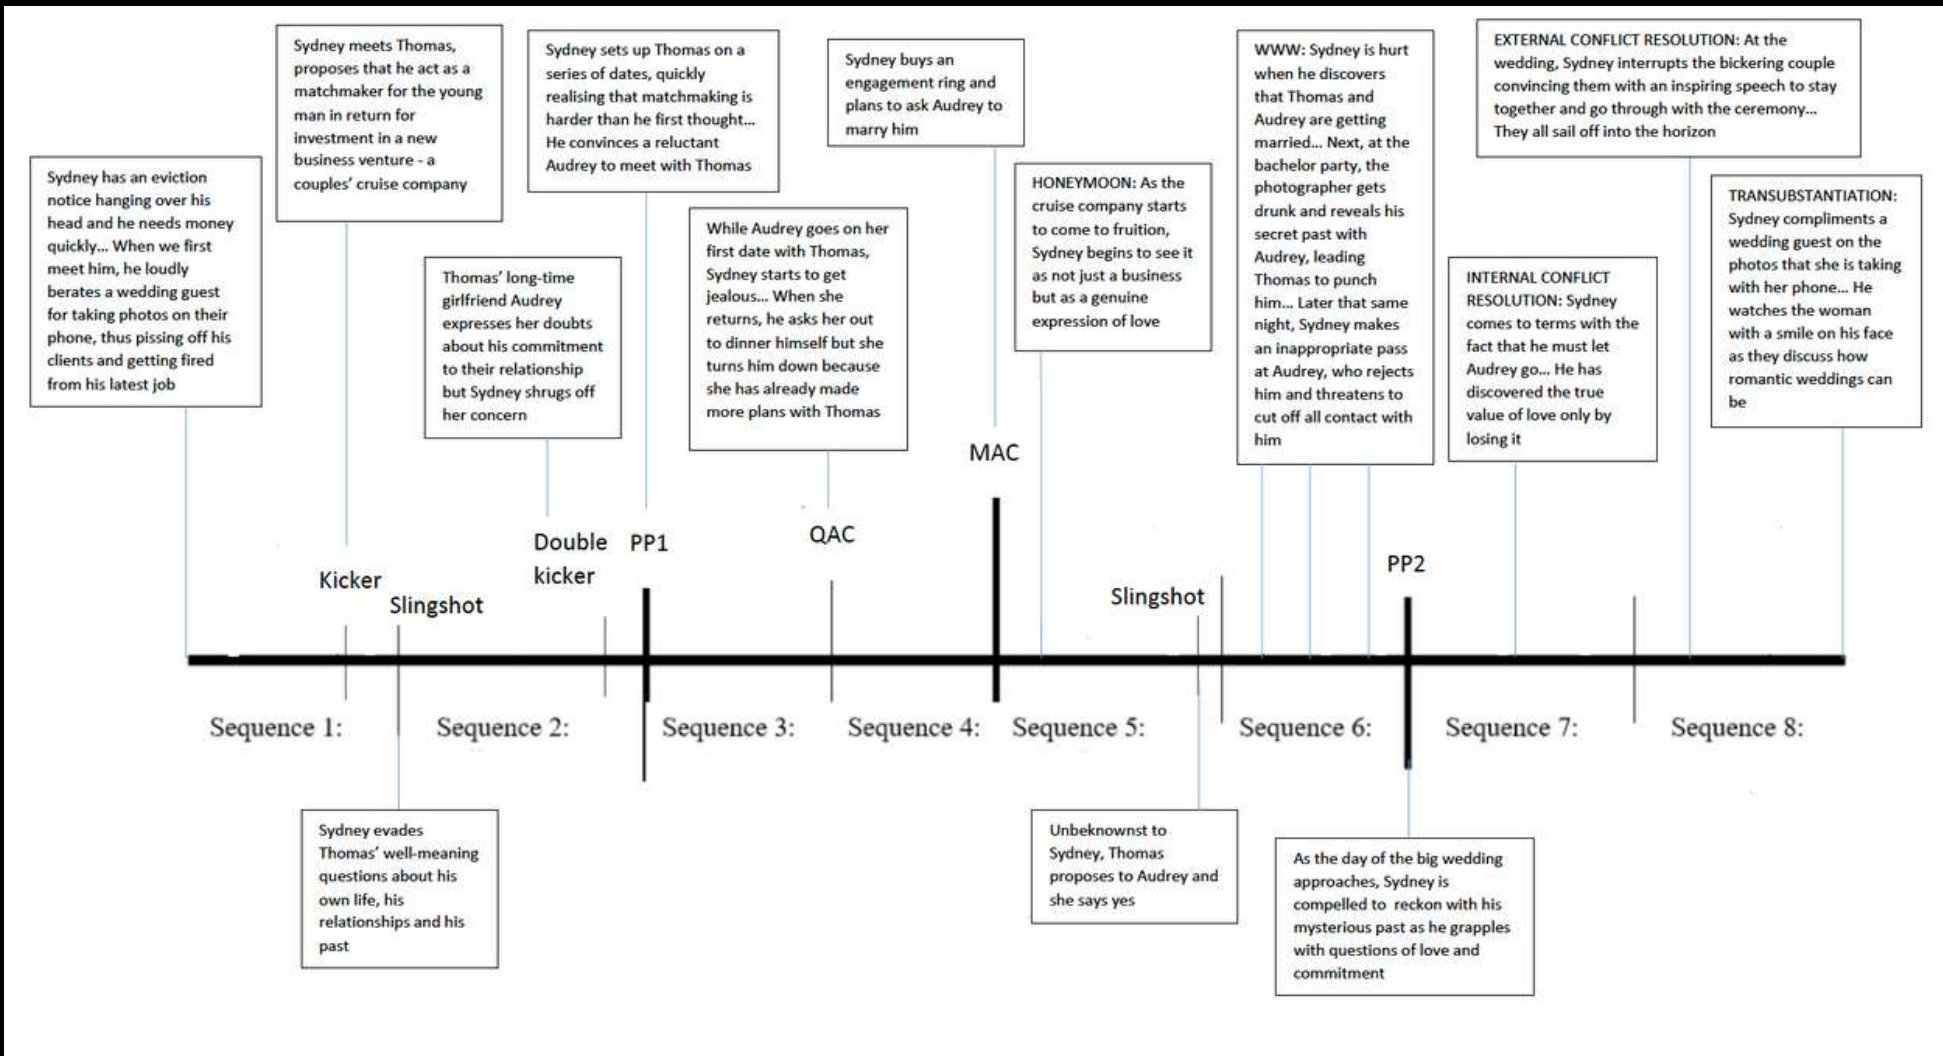 Sydney has an eviction
notice hanging over his
head and he needs money
quickly... When we first
meet him, he loudly
berates a wedding guest
for taking photos on their
phone, thus pissing off his
clients and getting fired
from his latest job
Sydney meets Thomas,
proposes that he act as a
matchmaker for the young
man in return for
investment in a new
business venture - a
couples' cruise company
Thomas' long-time
girlfriend Audrey
expresses her doubts
about his commitment
to their relationship
but Sydney shrugs off
her concern
Sydney sets up Thomas on a
series of dates, quickly
realising that matchmaking is
harder than he first thought...
He convinces a reluctant
Audrey to meet with Thomas
While Audrey goes on her
first date with Thomas,
Sydney starts to get
jealous... When she
returns, he asks her out
to dinner himself but she
turns him down because
she has already made
more plans with Thomas
Sydney buys an
engagement ring and
plans to ask Audrey to
marry him
HONEYMOON: As the
cruise company starts
to come to fruition,
Sydney begins to see it
as not just a business
but as a genuine
expression of love
WWW: Sydney is hurt
when he discovers
that Thomas and
Audrey are getting
married... Next, at the
bachelor party, the
photographer gets
drunk and reveals his
secret past with
Audrey, leading
Thomas to punch
him... Later that same
night, Sydney makes
an inappropriate pass
at Audrey, who rejects
him and threatens to
cut off all contact with
him
INTERNAL CONFLICT
RESOLUTION: Sydney
comes to terms with the
fact that he must let
Audrey go... He has
discovered the true
value of love only by
losing it
EXTERNAL CONFLICT RESOLUTION: At the
wedding, Sydney interrupts the bickering couple
convincing them with an inspiring speech to stay
together and go through with the ceremony...
They all sail off into the horizon
TRANSUBSTANTIATION:
Sydney compliments a
wedding guest on the
photos that she is taking
with her phone... He
watches the woman
with a smile on his face
as they discuss how
romantic weddings can
be
Kicker
Slingshot
Double
kicker
PP1
QAC
MAC
Slingshot
PP2
Sequence 1:
Sequence 2:
Sequence 3:
Sequence 4:
Sequence 5:
Sequence 6:
Sequence 7:
Sequence 8:
Sydney evades
Thomas' well-meaning
questions about his
own life, his
relationships and his
past
Unbeknownst to
Sydney, Thomas
proposes to Audrey and
she says yes
As the day of the big wedding
approaches, Sydney is
compelled to reckon with his
mysterious past as he grapples
with questions of love and
commitment